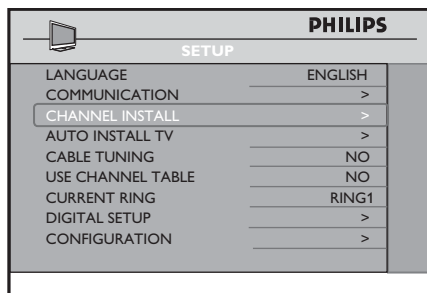 PHILIPS
SETUP
LANGUAGE ENGLISH
COMMUNICATION >
CHANNEL INSTALL >
AUTO INSTALL TV >
CABLE TUNING NO
USE CHANNEL TABLE NO
CURRENT RING RING1
DIGITAL SETUP >
CONFIGURATION >